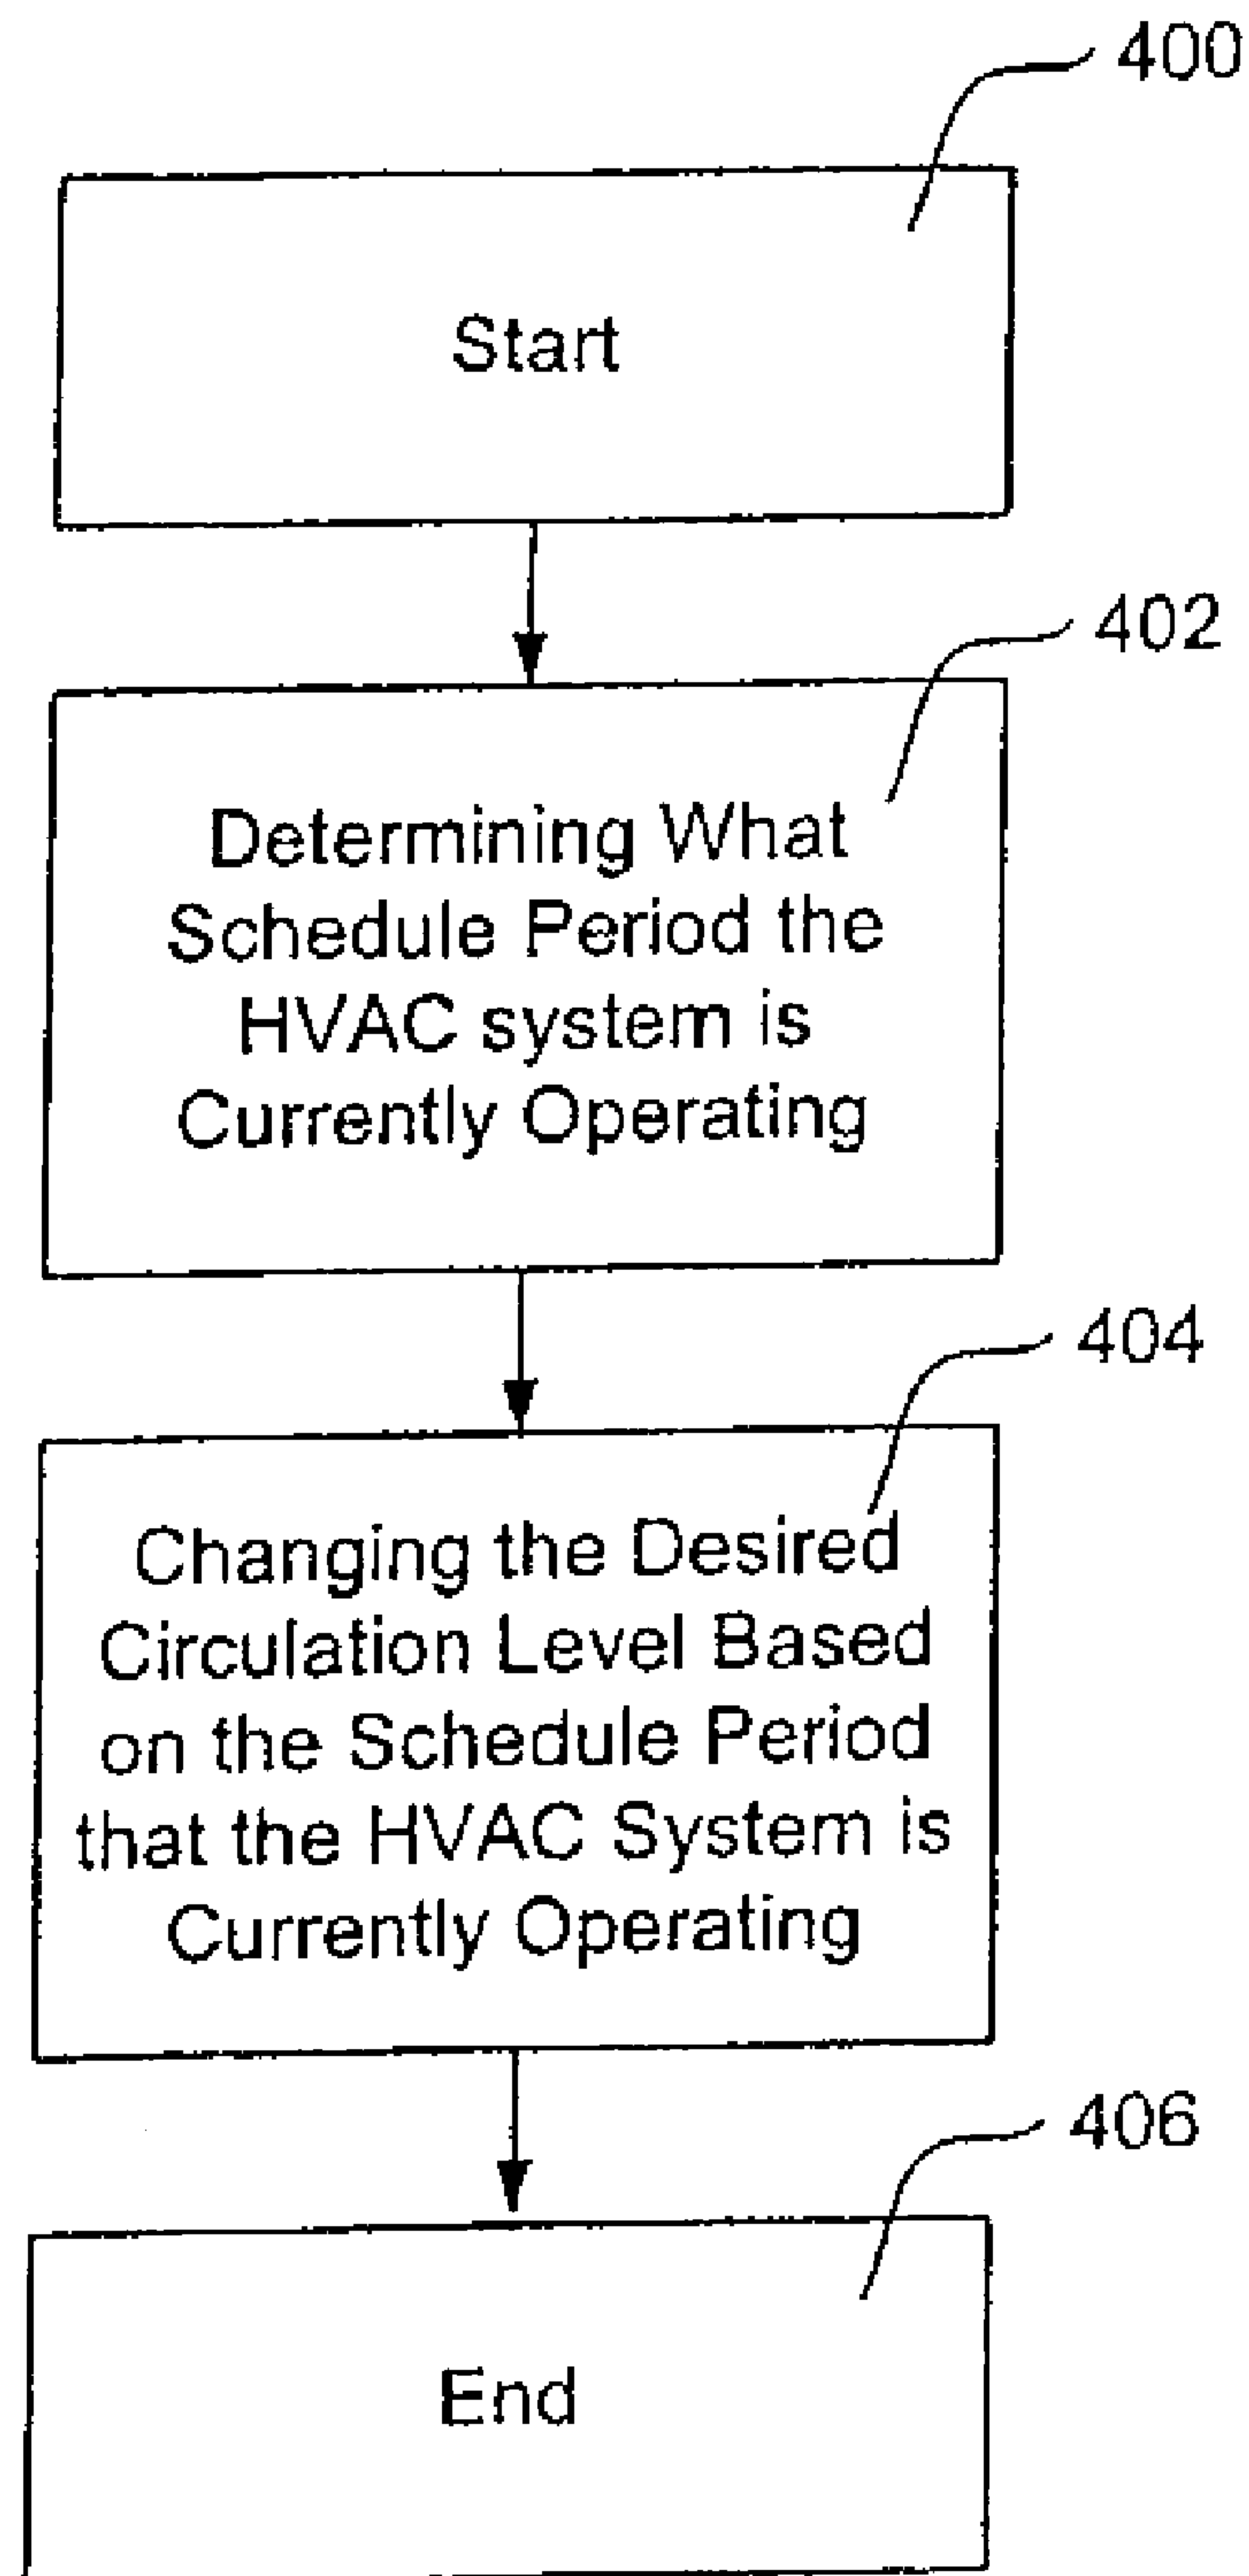 400
Start
402
Determining What
Schedule Period the
HVAC system is
Currently Operating
404
Changing the Desired
Circulation Level Based
on the Schedule Period
that the HVAC System is
Currently Operating
406
End